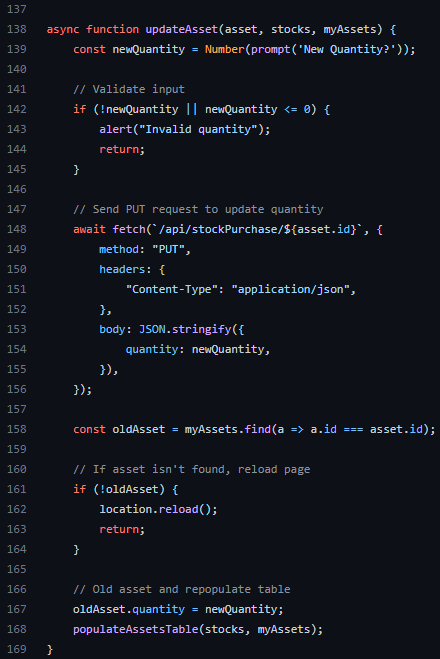 137
138 async function updateAsset(asset, stocks, myAssets) {
139     const newQuantity = Number(prompt('New Quantity?'));
140
141     // Validate input
142     if (!newQuantity || newQuantity <= 0) {
143         alert("Invalid quantity");
144         return;
145     }
146
147     // Send PUT request to update quantity
148     await fetch(`/api/stockPurchase/${asset.id}`, {
149         method: "PUT",
150         headers: {
151             "Content-Type": "application/json",
152         },
153         body: JSON.stringify({
154             quantity: newQuantity,
155         }),
156     });
157
158     const oldAsset = myAssets.find(a => a.id === asset.id);
159
160     // If asset isn't found, reload page
161     if (!oldAsset) {
162         location.reload();
163         return;
164     }
165
166     // Old asset and repopulate table
167     oldAsset.quantity = newQuantity;
168     populateAssetsTable(stocks, myAssets);
169 }